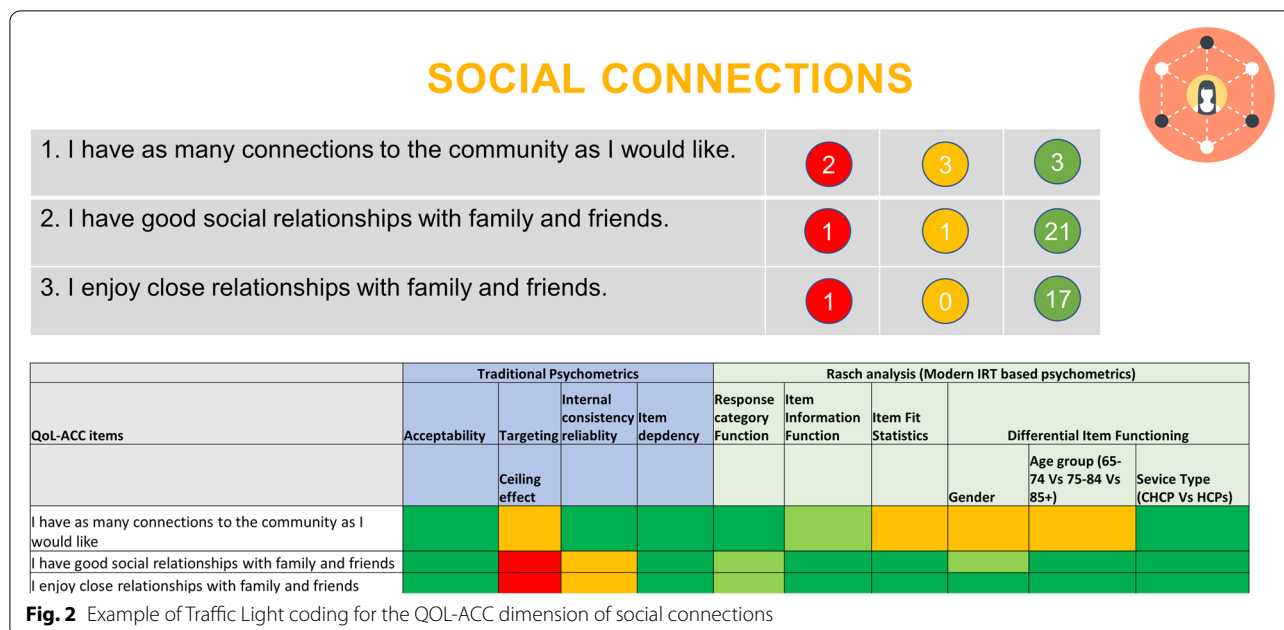 SOCIAL CONNECTIONS
1. I have as many connections to the community as I would like.
2
3
3
2. I have good social relationships with family and friends.
1
1
21
3. I enjoy close relationships with family and friends.
1
0
17
Traditional Psychometrics
Rasch analysis (Modern IRT based psychometrics)
QoL-ACC items
Acceptability
Targeting
Internal
consistency
reliablity
Item
depdency
Response
category
Function
Item
Information
Function
Item Fit
Statistics
Differential Item Functioning
Ceiling
effect
Gender
Age group (65-
74 Vs 75-84 Vs
85+)
Sevice Type
(CHCP Vs HCPs)
I have as many connections to the community as I
would like
I have good social relationships with family and friends
I enjoy close relationships with family and friends
Fig. 2 Example of Traffic Light coding for the QOL-ACC dimension of social connections